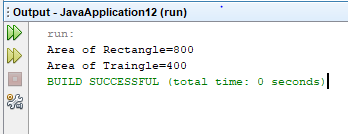 Output - JavaApplication12 (run)
run:
Area of Rectangle=800
Area of Traingle=400
BUILD SUCCESSFUL (total time: 0 seconds)